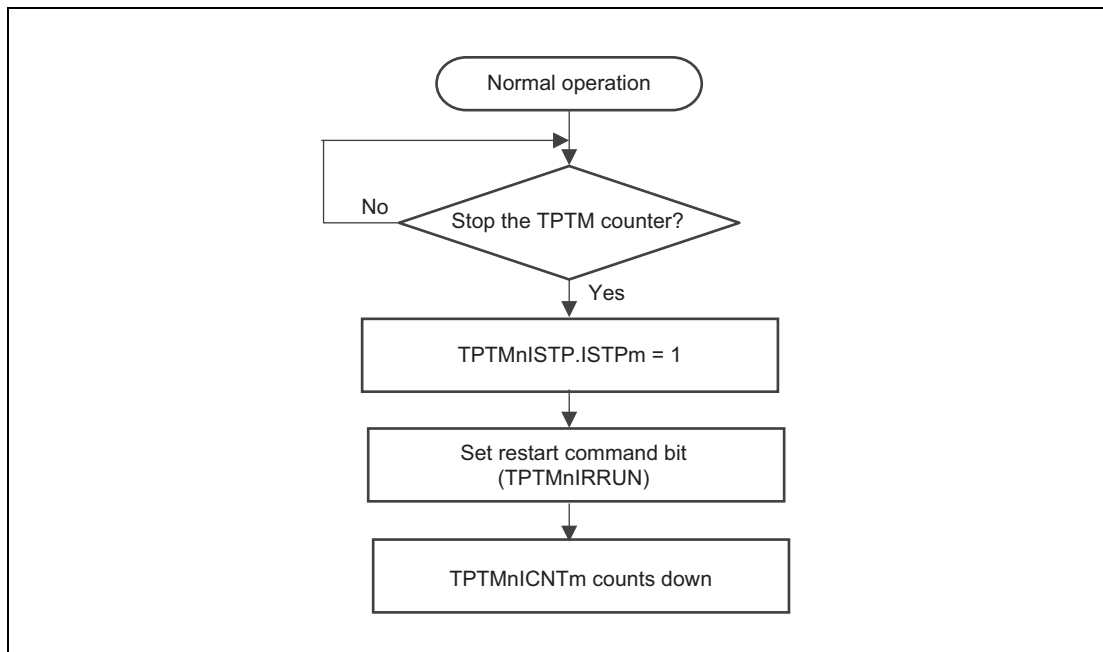 Normal operation
No
Stop the TPTM counter?
Yes
TPTMnISTP.ISTPm = 1
Set restart command bit
(TPTMnIRRUN)
TPTMnICNTm counts down